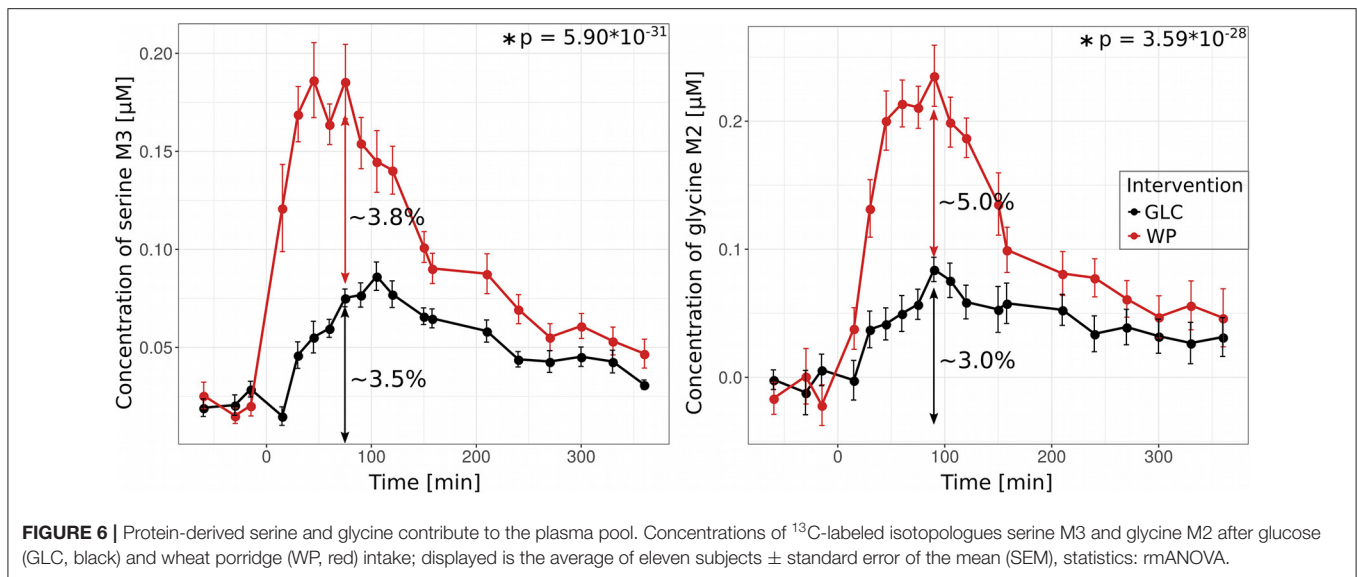 * p = 5.90*10-31
0.20
0.15
0.10
0.05
Concentration of serine M3 [µM]
~3.8%
~3.5%
0 100 200 300
Time [min]
* p = 3.59*10-28
0.2
0.1
0.0
Concentration of glycine M2 [µM]
~5.0%
~3.0%
Intervention
GLC
WP
0 100 200 300
Time [min]
FIGURE 6 | Protein-derived serine and glycine contribute to the plasma pool. Concentrations of 13C-labeled isotopologues serine M3 and glycine M2 after glucose
(GLC, black) and wheat porridge (WP, red) intake; displayed is the average of eleven subjects ± standard error of the mean (SEM), statistics: rmANOVA.